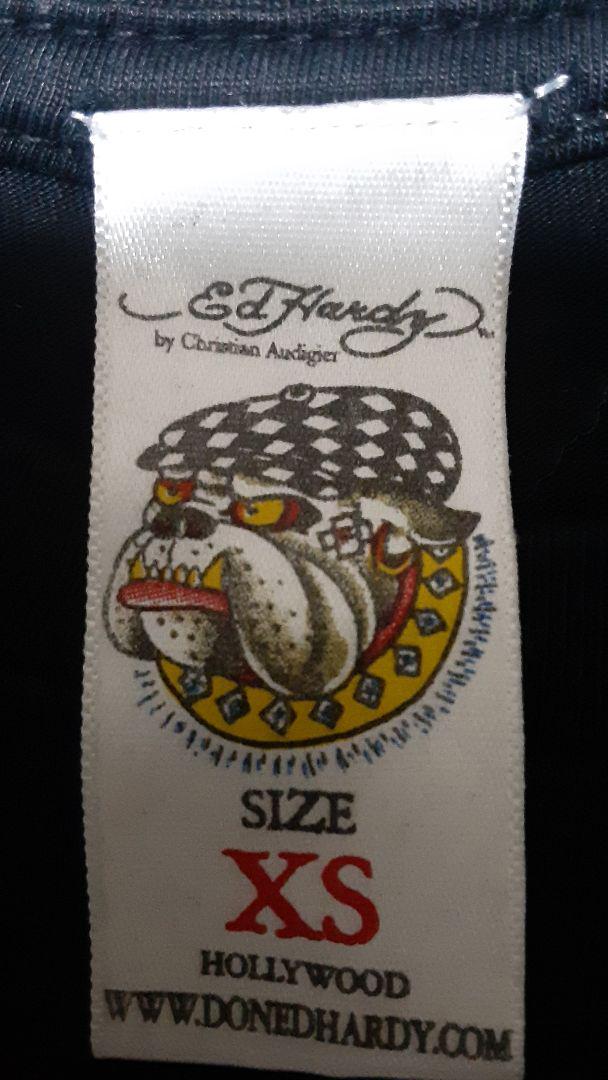 Ed Hardy
by Christian Audigier
SIZE
XS
HOLLYWOOD
WWW.DONEDHARDY.COM